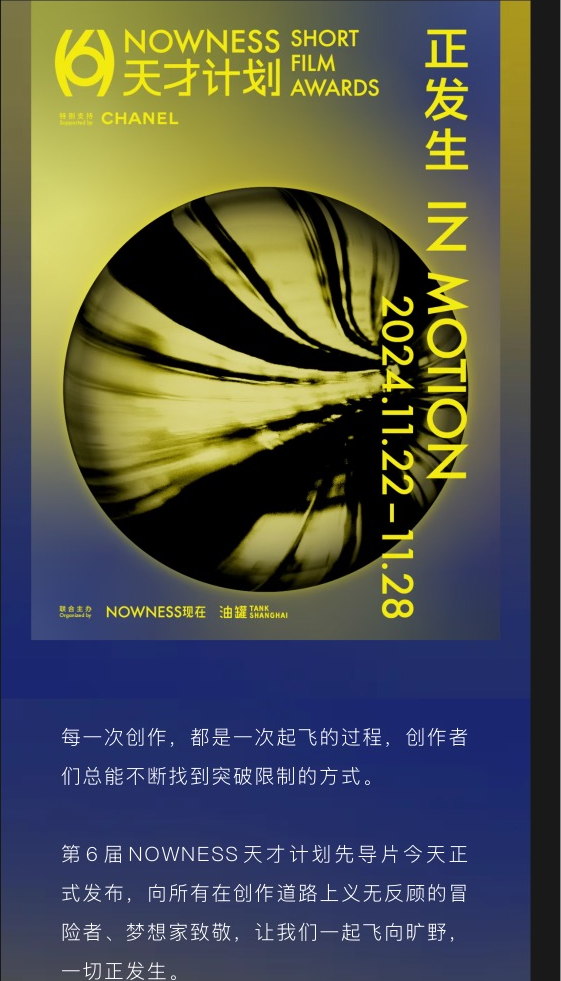 6
NOWNESS
天才计划
SHORT
FILM
AWARDS
特别支持
Supported by
CHANEL
正发生 IN MOTION
2024.11.22-11.28
联合主办
Organized by
NOWNESS现在
油罐
TANK
SHANGHAI
每一次创作，都是一次起飞的过程，创作者
们总能不断找到突破限制的方式。
第6届NOWNESS天才计划先导片今天正
式发布，向所有在创作道路上义无反顾的冒
险者、梦想家致敬，让我们一起飞向旷野，
一切正发生。